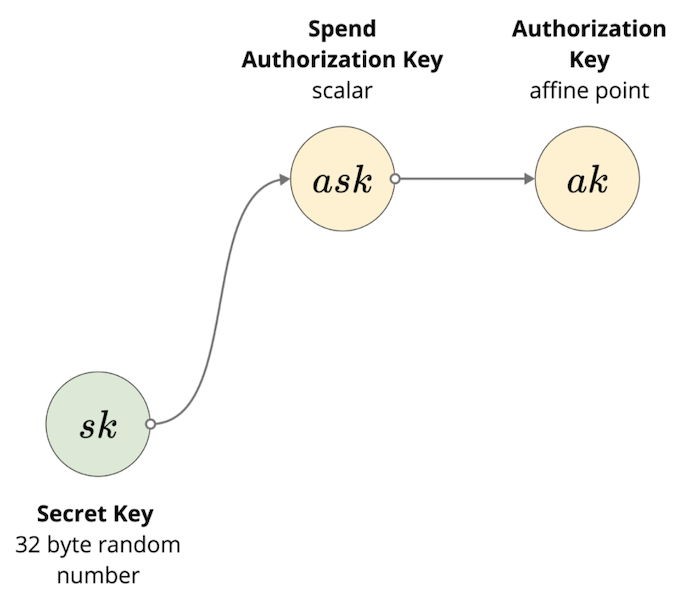 Spend
Authorization Key
scalar
Authorization
Key
affine point
ask
ak
sk
Secret Key
32 byte random
number